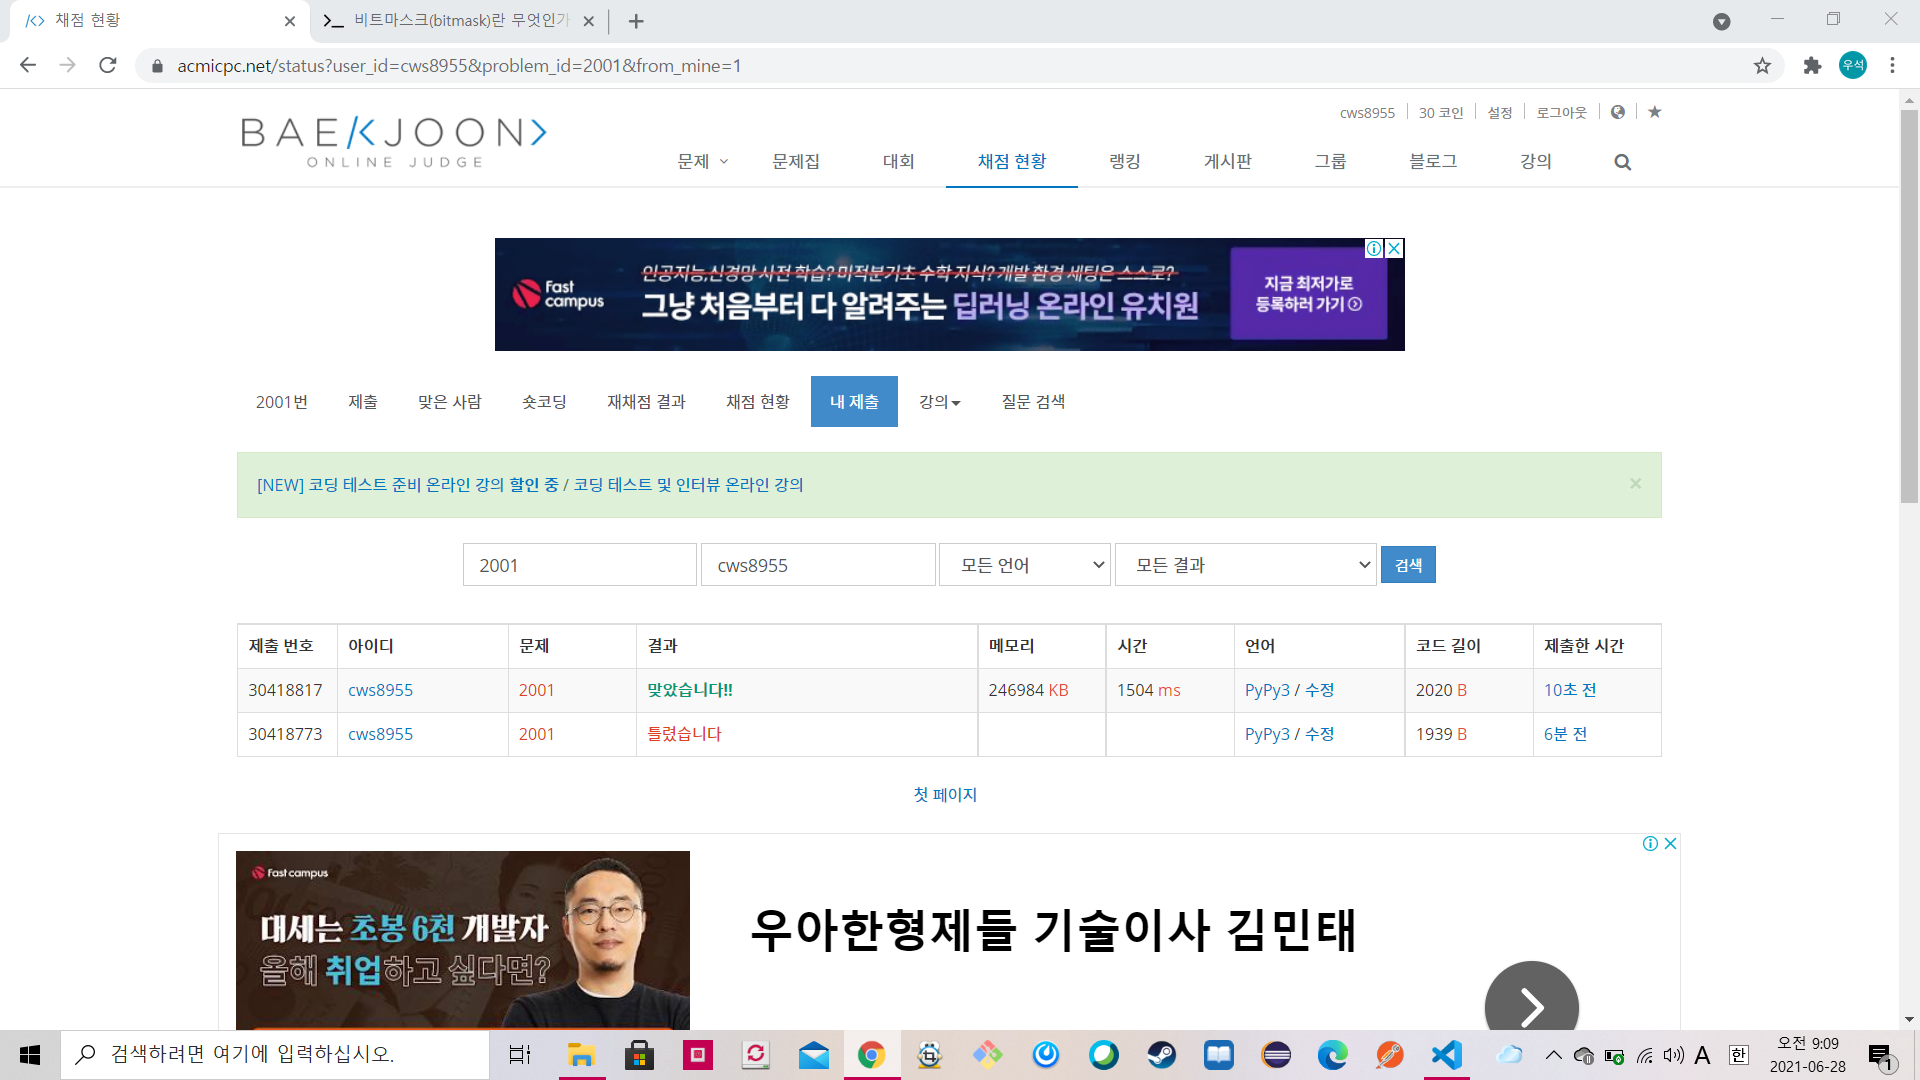 채점 현황
비트마스크(bitmask)란 무엇인가
acmicpc.net/status?user_id=cws8955&problem_id=2001&from_mine=1
우석
cws8955 30 코인 설정 로그아웃
BAEKJOON
ONLINE JUDGE
문제 문제집 대회 채점 현황 랭킹 게시판 그룹 블로그 강의
Fast campus
인공지능,신경망 사전 학습? 미적분기초 수학 지식? 개발 환경 세팅은 스스로?
그냥 처음부터 다 알려주는 딥러닝 온라인 유치원
지금 최저가로
등록하러 가기
2001번 제출 맞은 사람 숏코딩 재채점 결과 채점 현황 내 제출 강의 질문 검색
[NEW] 코딩 테스트 준비 온라인 강의 할인 중 / 코딩 테스트 및 인터뷰 온라인 강의
×
2001 cws8955 모든 언어 모든 결과 검색
제출 번호 아이디 문제 결과 메모리 시간 언어 코드 길이 제출한 시간
30418817 cws8955 2001 맞았습니다!! 246984 KB 1504 ms PyPy3 / 수정 2020 B 10초 전
30418773 cws8955 2001 틀렸습니다 PyPy3 / 수정 1939 B 6분 전
첫 페이지
Fast campus
대세는 초봉 6천 개발자
올해 취업하고 싶다면?
우아한형제들 기술이사 김민태
검색하려면 여기에 입력하십시오.
A 한
오전 9:09
2021-06-28
1